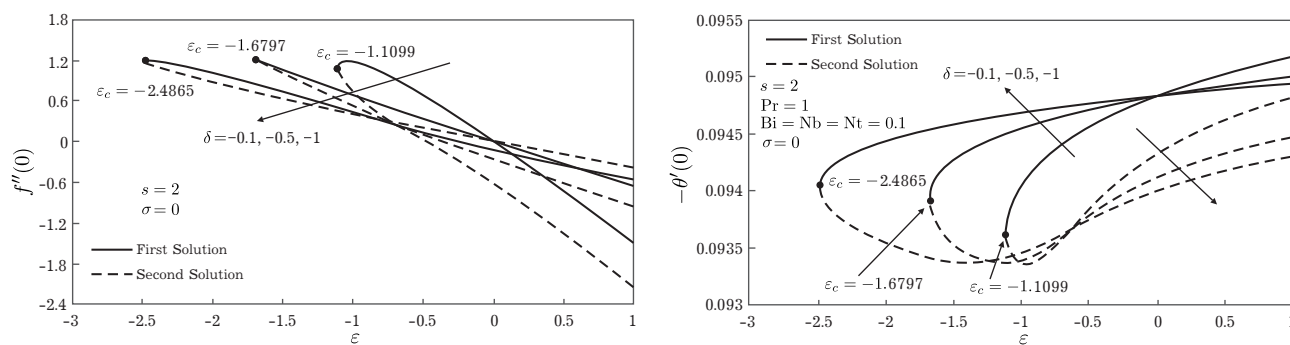 1.8
1.2
0.6
0
-0.6
-1.2
-1.8
-2.4
f″(0)
ε_c = −1.6797
ε_c = −1.1099
ε_c = −2.4865
δ=-0.1, -0.5, -1
s = 2
σ = 0
First Solution
Second Solution
-3 -2.5 -2 -1.5 -1 -0.5 0 0.5 1
ε
0.0955
0.095
0.0945
0.094
0.0935
0.093
−θ′(0)
First Solution
Second Solution
δ=-0.1, -0.5, -1
s = 2
Pr = 1
Bi = Nb = Nt = 0.1
σ = 0
ε_c = −2.4865
ε_c = −1.6797
ε_c = −1.1099
-3 -2.5 -2 -1.5 -1 -0.5 0 0.5 1
ε